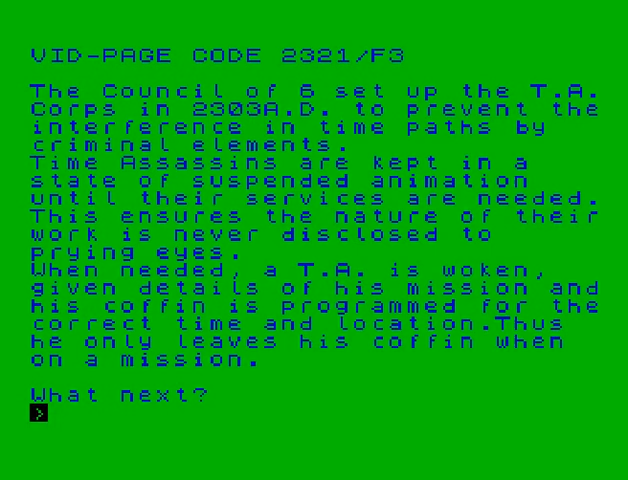 VID-PAGE CODE 2321/F3
The Council of 6 set up the T.A.
Corps in 2303A.D. to prevent the
interference in time paths by
criminal elements.
Time Assassins are kept in a
state of suspended animation
until their services are needed.
This ensures the nature of their
work is never disclosed to
prying eyes.
When needed, a T.A. is woken,
given details of his mission and
his coffin is programmed for the
correct time and location.Thus
he only leaves his coffin when
on a mission.
What next?
>